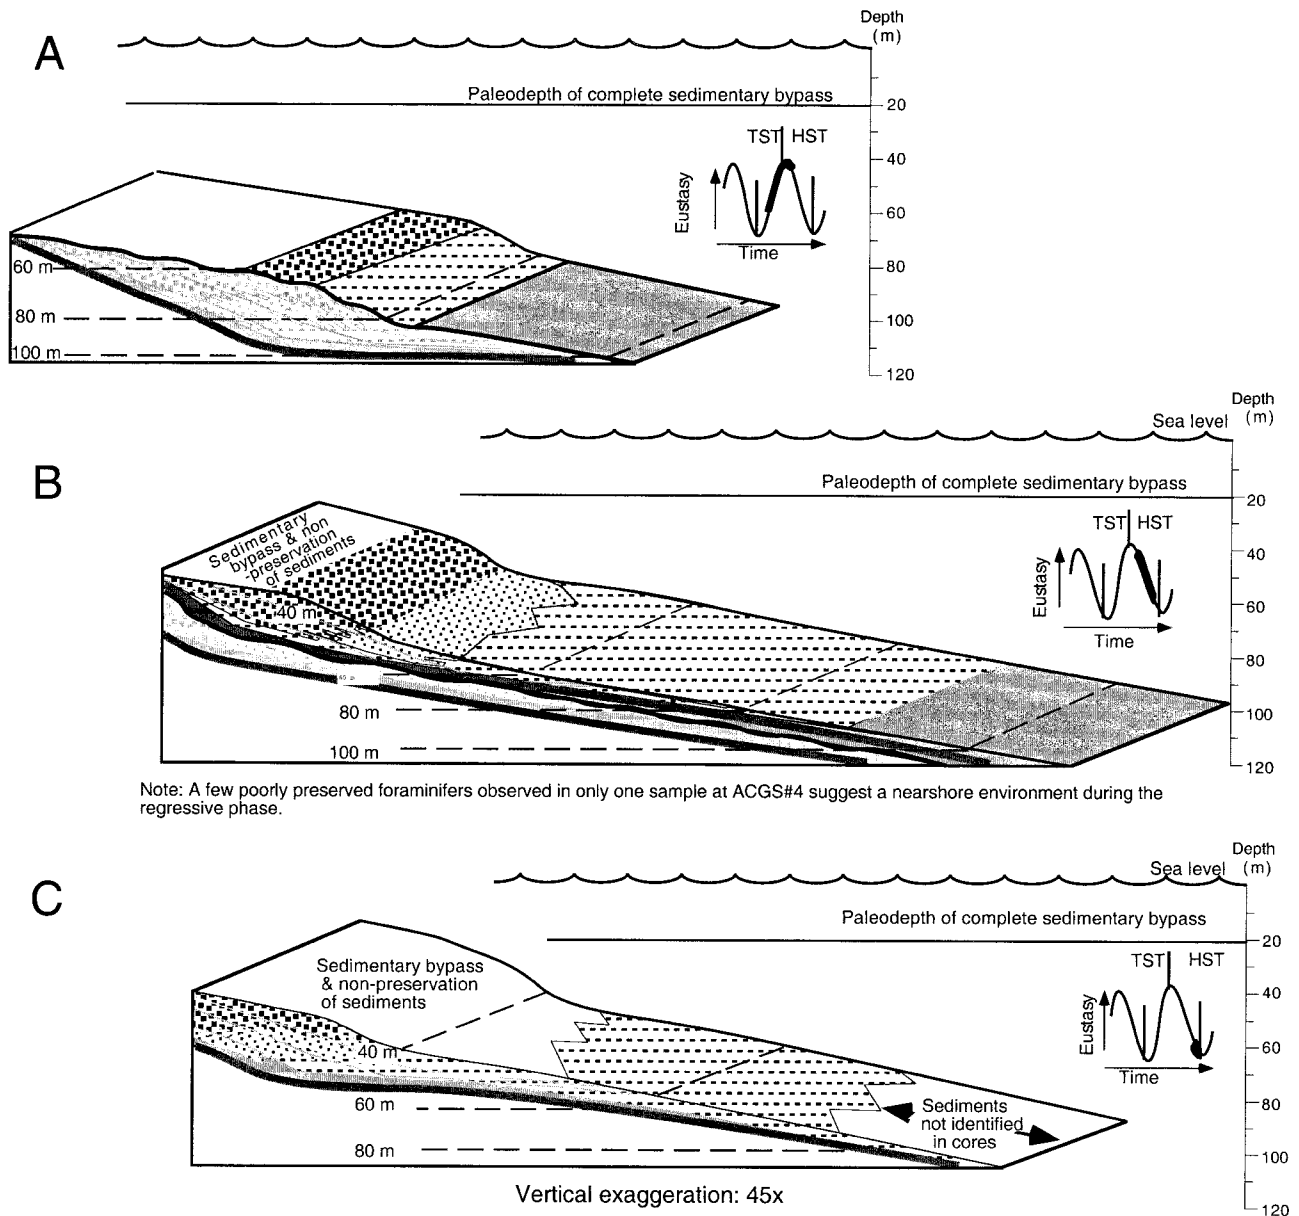 A
Depth
(m)
Paleodepth of complete sedimentary bypass
20
TST HST
40
Eustasy
60
Time
60 m
80
80 m
100
100 m
120
Depth
(m)
Sea level
B
Paleodepth of complete sedimentary bypass
20
Sedimentary
bypass & non
-preservation
of sediments
TST HST
40
Eustasy
40 m
60
Time
80
80 m
100
100 m
120
Note: A few poorly preserved foraminifers observed in only one sample at ACGS#4 suggest a nearshore environment during the
regressive phase.
Depth
(m)
Sea level
C
Paleodepth of complete sedimentary bypass
20
Sedimentary bypass
& non-preservation
of sediments
TST HST
40
Eustasy
40 m
60
Time
60 m
80
Sediments
not identified
in cores
80 m
100
Vertical exaggeration: 45x
120